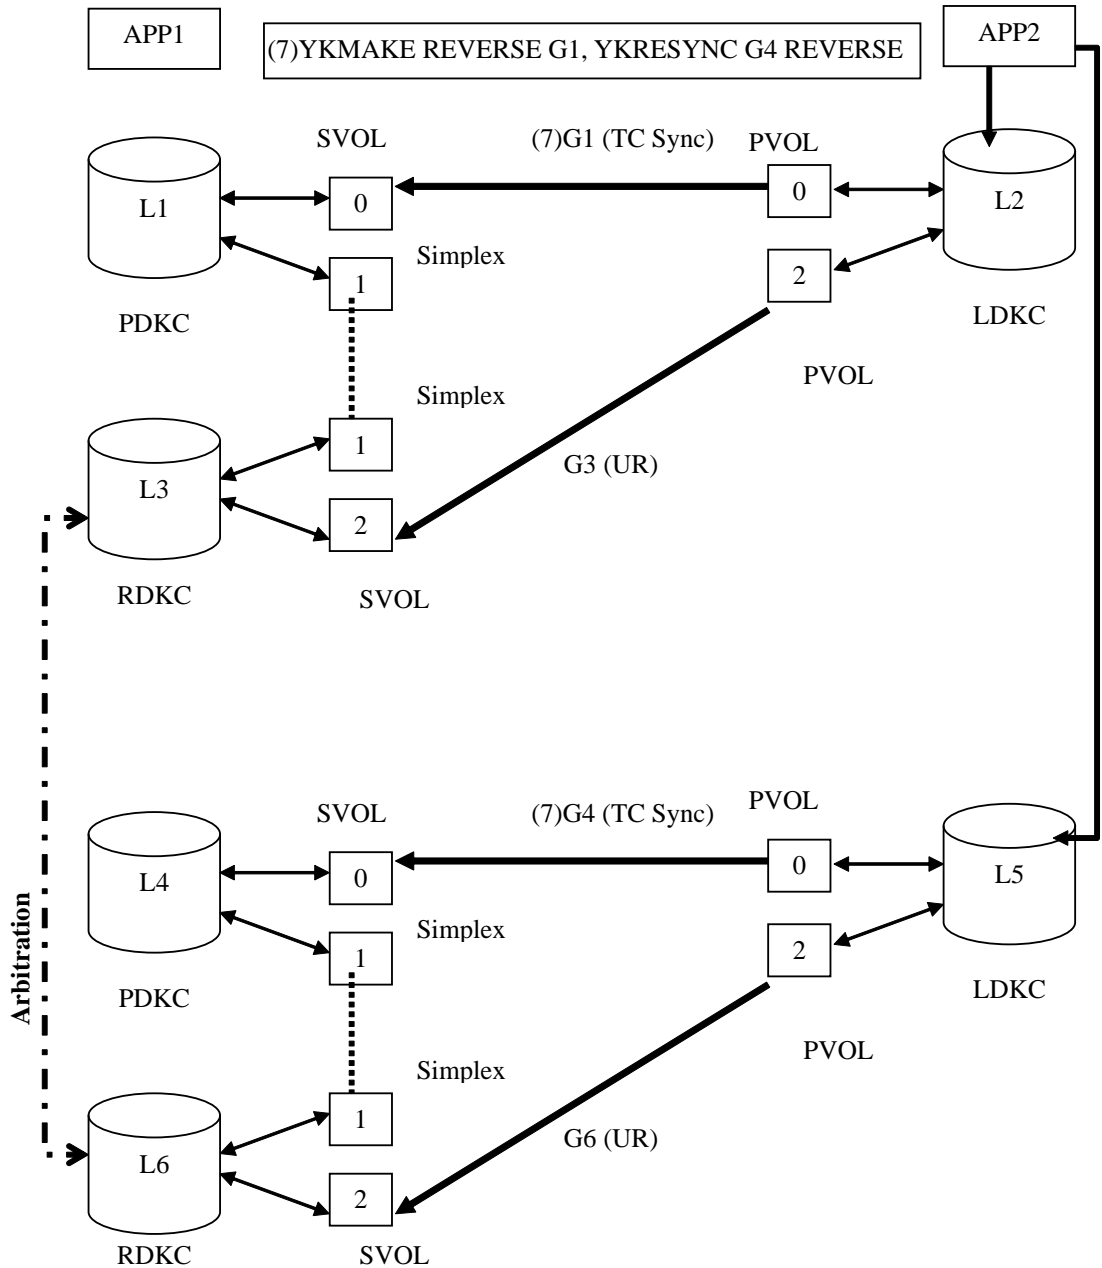 APP1
(7)YKMAKE REVERSE G1, YKRESYNC G4 REVERSE
APP2
SVOL
(7)G1 (TC Sync)
PVOL
L1
0
0
L2
Simplex
1
2
PDKC
LDKC
Simplex
PVOL
1
G3 (UR)
L3
2
RDKC
SVOL
SVOL
(7)G4 (TC Sync)
PVOL
L4
0
0
L5
Simplex
1
2
PDKC
LDKC
Arbitration
Simplex
PVOL
1
G6 (UR)
L6
2
RDKC
SVOL